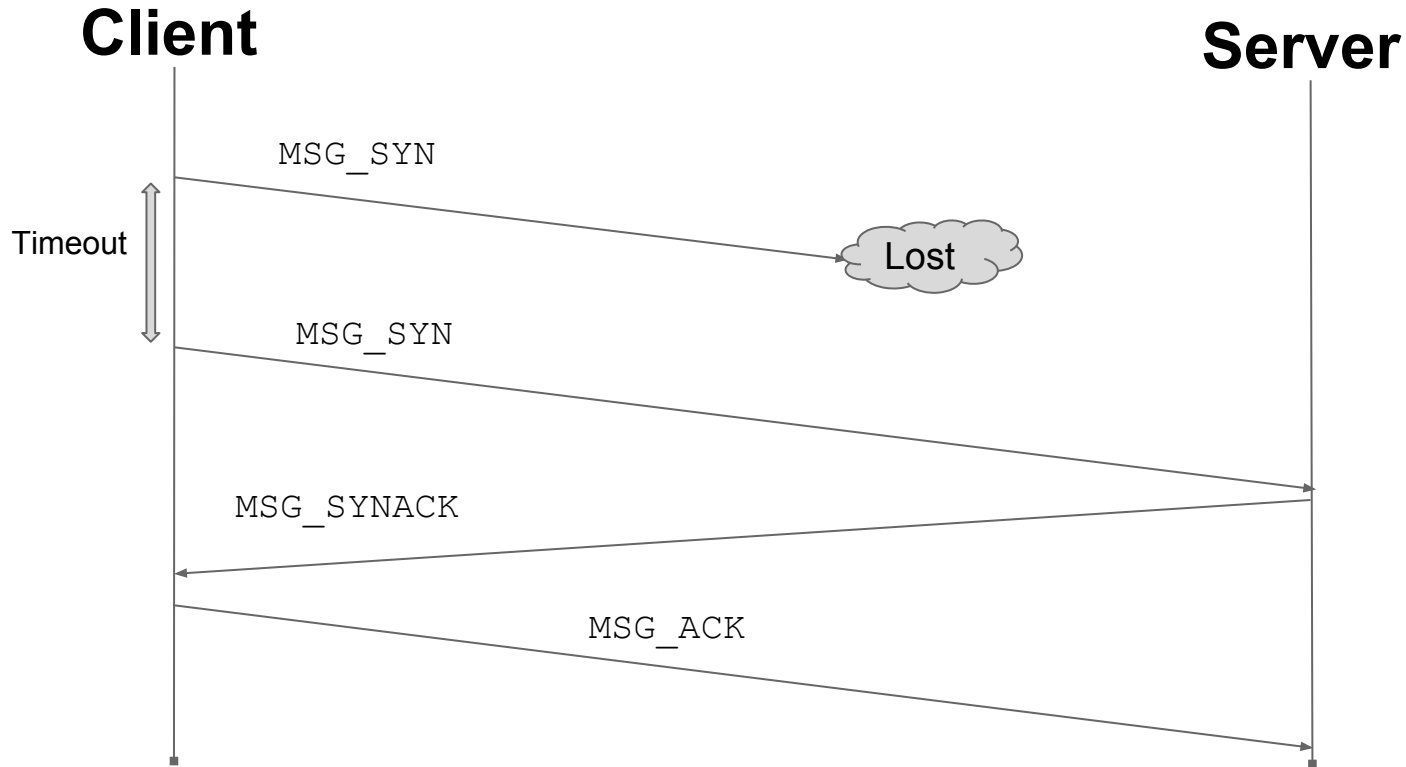 Client
Server
MSG_SYN
Timeout
Lost
MSG_SYN
MSG_SYNACK
MSG_ACK